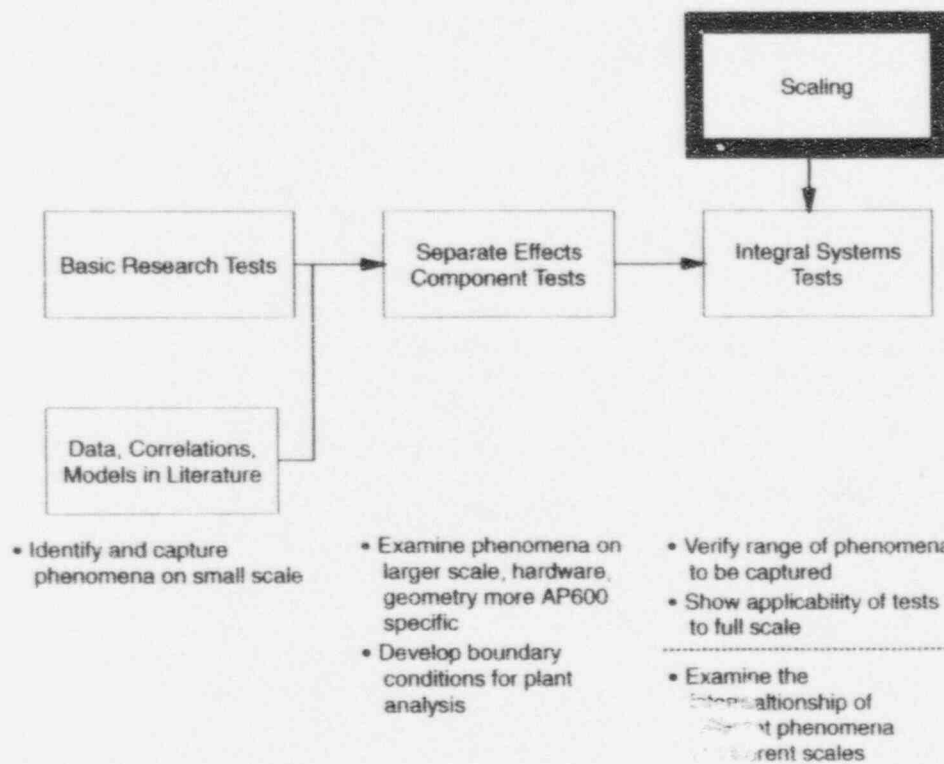 Scaling
Basic Research Tests
Separate Effects
Component Tests
Integral Systems
Tests
Data, Correlations,
Models in Literature
• Identify and capture
phenomena on small scale
• Examine phenomena on
larger scale, hardware,
geometry more AP600
specific
• Develop boundary
conditions for plant
analysis
• Verify range of phenomena
to be captured
• Show applicability of tests
to full scale
• Examine the
of
phenomena
scales